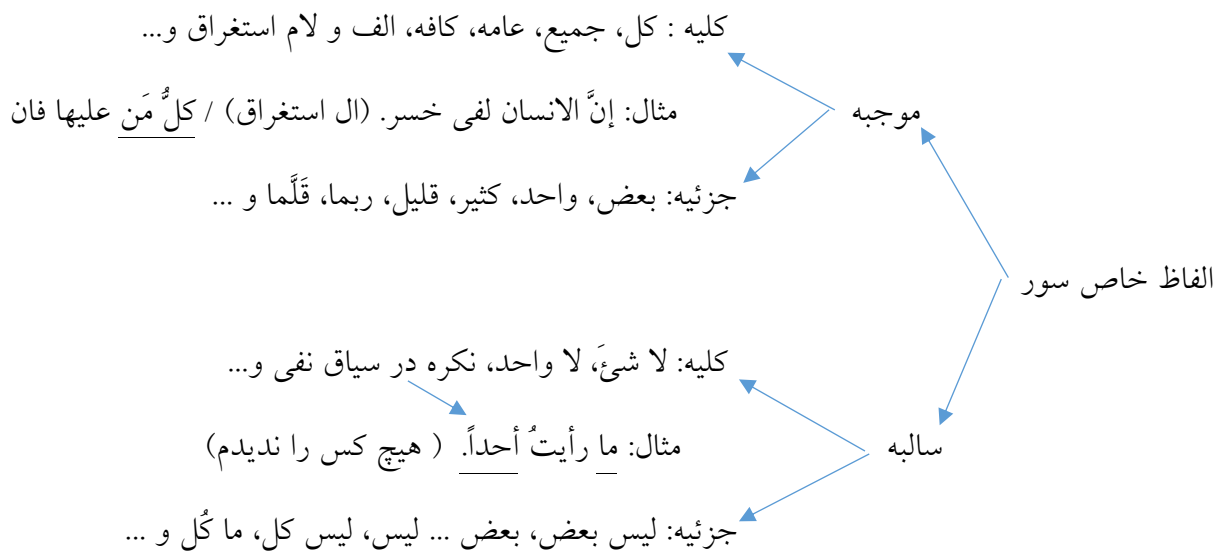 کلیه : کل، جمیع، عامه، کافه، الف و لام استغراق و...
موجبه
مثال: إنَّ الانسان لفی خسر. (ال استغراق) / کلُّ مَن علیها فان
جزئیه: بعض، واحد، کثیر، قلیل، ربما، قَلَّما و ...
الفاظ خاص سور
کلیه: لا شئَ، لا واحد، نکره در سیاق نفی و...
سالبه
مثال: ما رأیتُ أحداً. ( هیچ کس را ندیدم)
جزئیه: لیس بعض، بعض ... لیس، لیس کل، ما کُل و ...